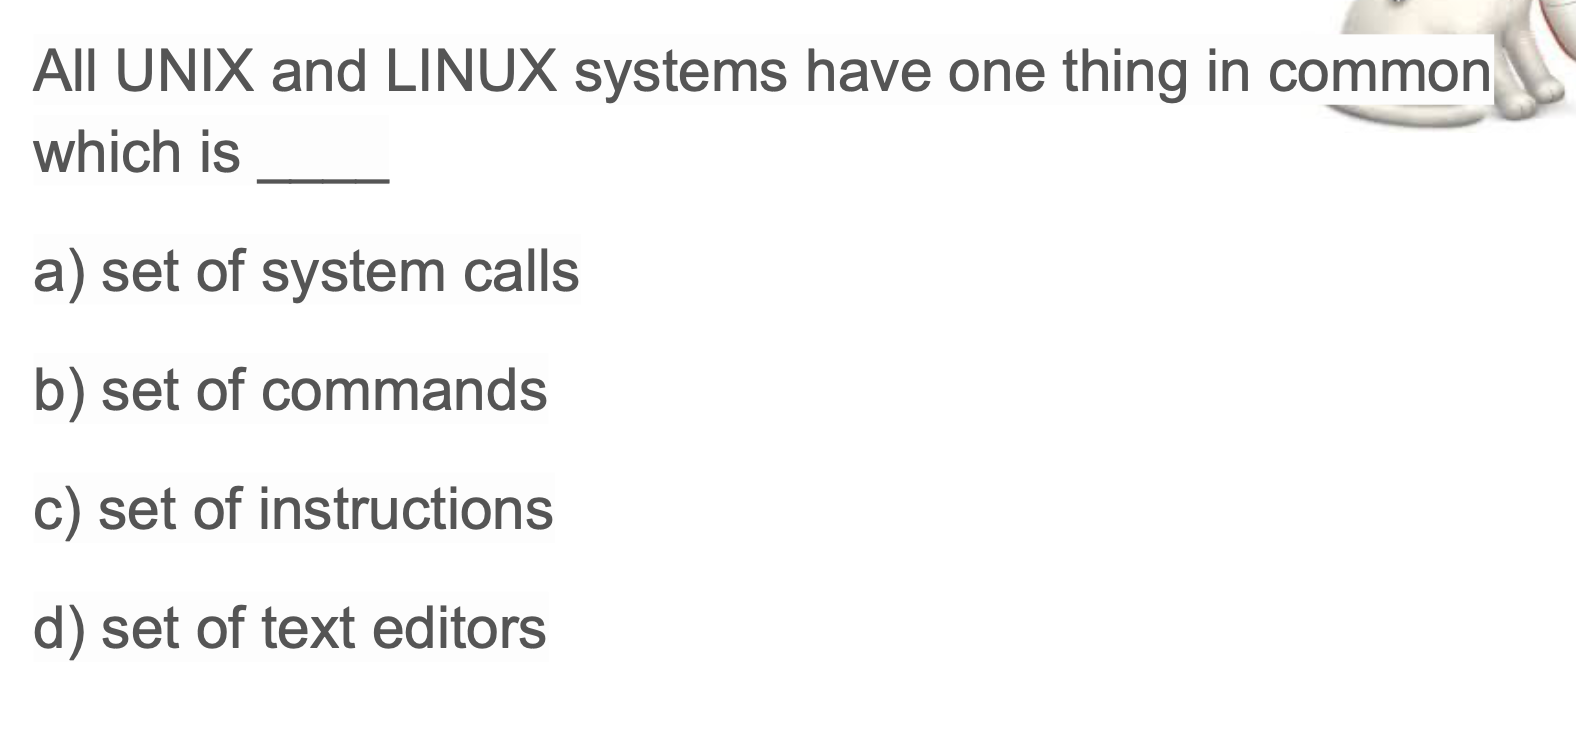 All UNIX and LINUX systems have one thing in common
which is ____
a) set of system calls
b) set of commands
c) set of instructions
d) set of text editors